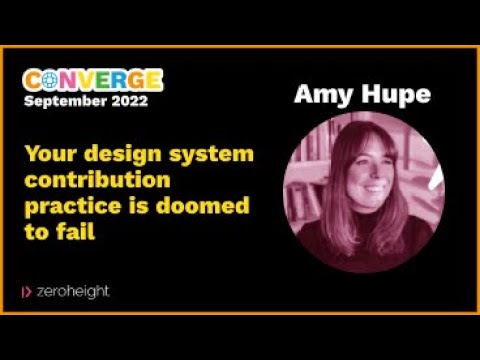 CONVERGE
September 2022
Amy Hupe
Your design system
contribution
practice is doomed
to fail
zeroheight